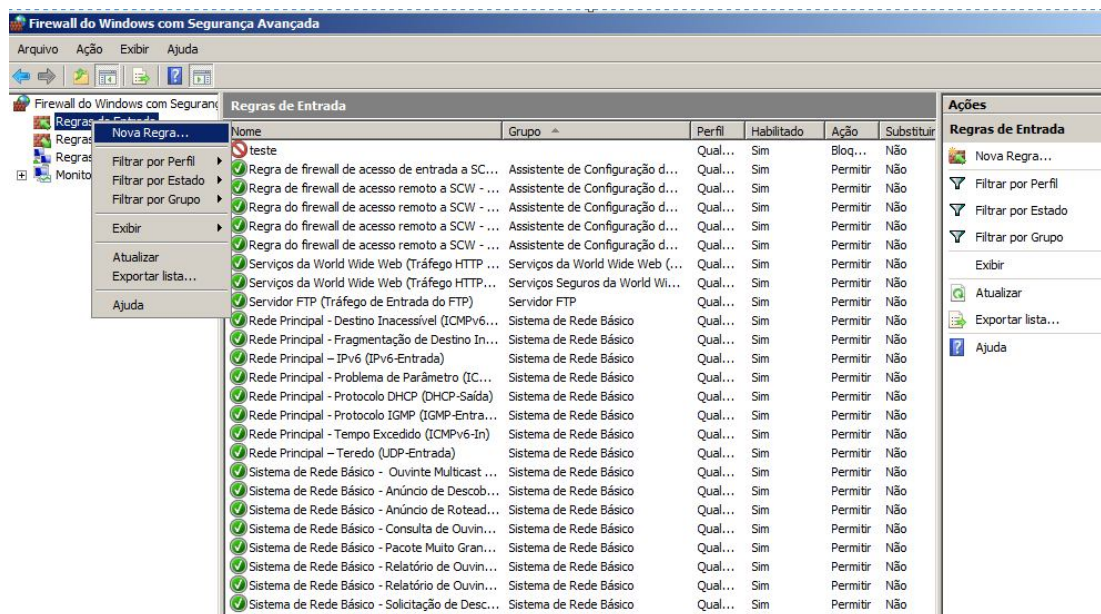 Firewall do Windows com Segurança Avançada
Arquivo Ação Exibir Ajuda
Firewall do Windows com Seguranç
Regras de Entrada
Regras
Regras
Monito
Nova Regra...
Filtrar por Perfil
Filtrar por Estado
Filtrar por Grupo
Exibir
Atualizar
Exportar lista...
Ajuda
Regras de Entrada
Nome Grupo Perfil Habilitado Ação Substituir
teste Qual... Sim Bloq... Não
Regra de firewall de acesso de entrada a SC... Assistente de Configuração d... Qual... Sim Permitir Não
Regra do firewall de acesso remoto a SCW - ... Assistente de Configuração d... Qual... Sim Permitir Não
Regra do firewall de acesso remoto a SCW - ... Assistente de Configuração d... Qual... Sim Permitir Não
Regra do firewall de acesso remoto a SCW - ... Assistente de Configuração d... Qual... Sim Permitir Não
Regra do firewall de acesso remoto a SCW - ... Assistente de Configuração d... Qual... Sim Permitir Não
Serviços da World Wide Web (Tráfego HTTP ... Serviços da World Wide Web (... Qual... Sim Permitir Não
Serviços da World Wide Web (Tráfego HTTP... Serviços Seguros da World Wi... Qual... Sim Permitir Não
Servidor FTP (Tráfego de Entrada do FTP) Servidor FTP Qual... Sim Permitir Não
Rede Principal - Destino Inacessível (ICMPv6... Sistema de Rede Básico Qual... Sim Permitir Não
Rede Principal - Fragmentação de Destino In... Sistema de Rede Básico Qual... Sim Permitir Não
Rede Principal – IPv6 (IPv6-Entrada) Sistema de Rede Básico Qual... Sim Permitir Não
Rede Principal - Problema de Parâmetro (IC... Sistema de Rede Básico Qual... Sim Permitir Não
Rede Principal - Protocolo DHCP (DHCP-Saída) Sistema de Rede Básico Qual... Sim Permitir Não
Rede Principal - Protocolo IGMP (IGMP-Entra... Sistema de Rede Básico Qual... Sim Permitir Não
Rede Principal - Tempo Excedido (ICMPv6-In) Sistema de Rede Básico Qual... Sim Permitir Não
Rede Principal – Teredo (UDP-Entrada) Sistema de Rede Básico Qual... Sim Permitir Não
Sistema de Rede Básico - Ouvinte Multicast ... Sistema de Rede Básico Qual... Sim Permitir Não
Sistema de Rede Básico - Anúncio de Descob... Sistema de Rede Básico Qual... Sim Permitir Não
Sistema de Rede Básico - Anúncio de Rotead... Sistema de Rede Básico Qual... Sim Permitir Não
Sistema de Rede Básico - Consulta de Ouvin... Sistema de Rede Básico Qual... Sim Permitir Não
Sistema de Rede Básico - Pacote Muito Gran... Sistema de Rede Básico Qual... Sim Permitir Não
Sistema de Rede Básico - Relatório de Ouvin... Sistema de Rede Básico Qual... Sim Permitir Não
Sistema de Rede Básico - Relatório de Ouvin... Sistema de Rede Básico Qual... Sim Permitir Não
Sistema de Rede Básico - Solicitação de Desc... Sistema de Rede Básico Qual... Sim Permitir Não
Ações
Regras de Entrada
Nova Regra...
Filtrar por Perfil
Filtrar por Estado
Filtrar por Grupo
Exibir
Atualizar
Exportar lista...
Ajuda